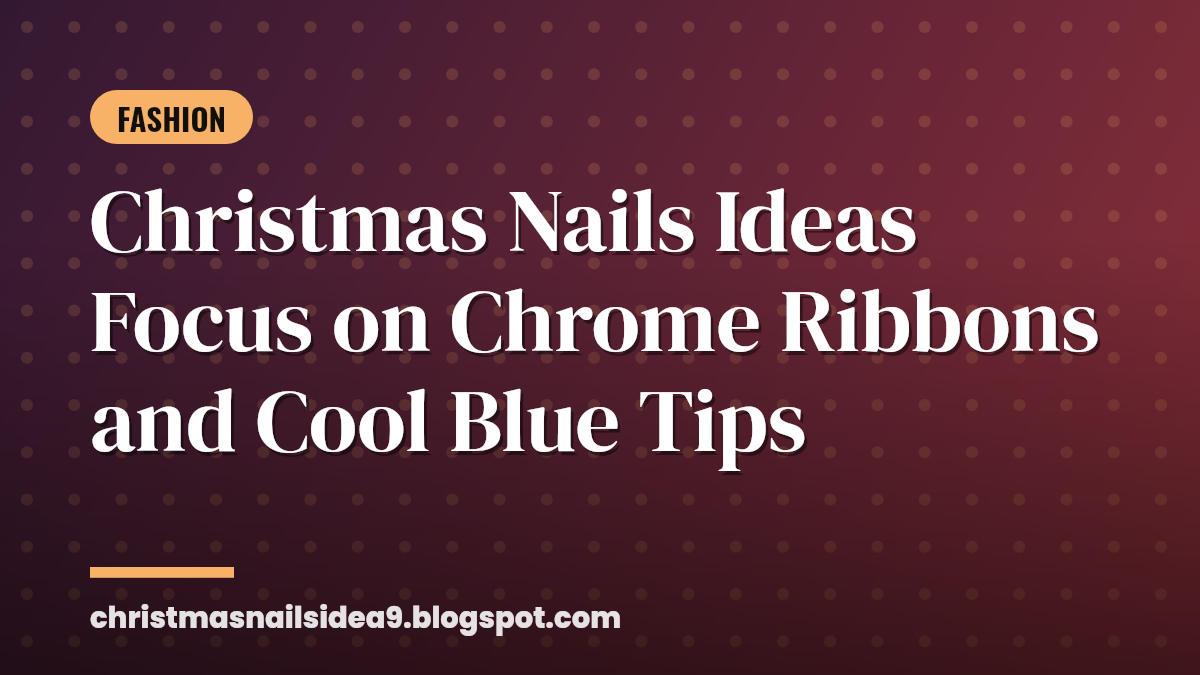 FASHION
Christmas Nails Ideas
Focus on Chrome Ribbons
and Cool Blue Tips
christmasnailsidea9.blogspot.com